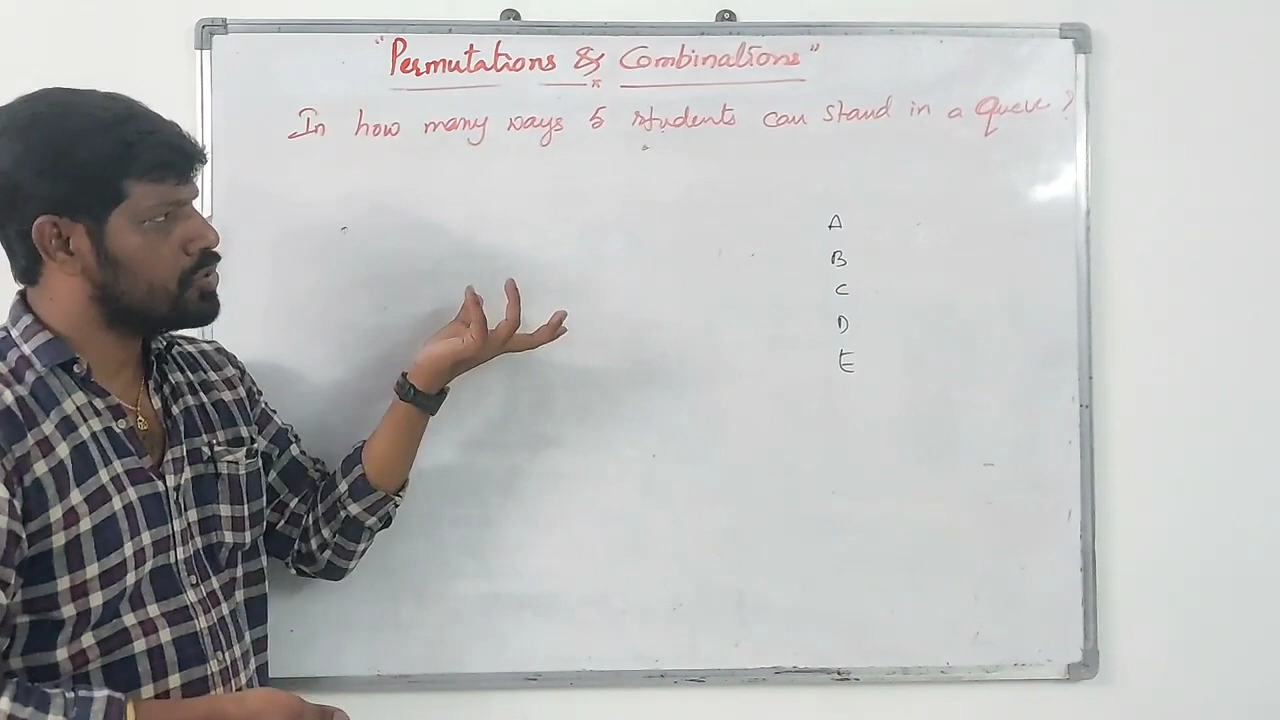 "Permutations & Combinations"
In how many ways 5 students can stand in a Queue?
A
B
C
D
E